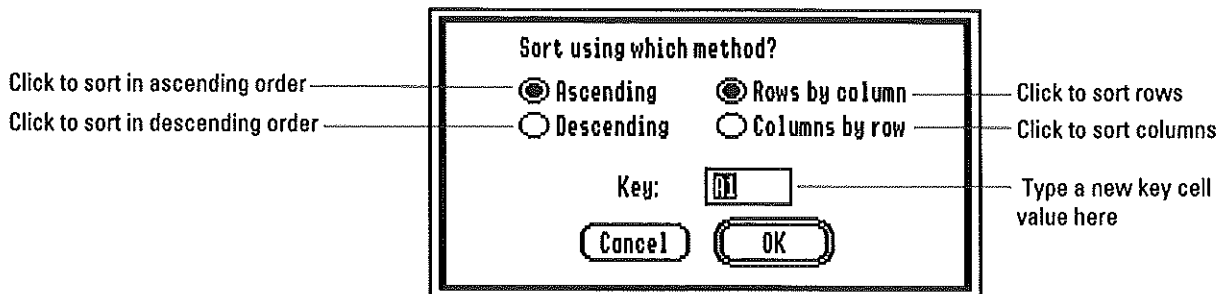 Sort using which method?
Click to sort in ascending order
Ascending
Rows by column
Click to sort rows
Click to sort in descending order
Descending
Columns by row
Click to sort columns
Key:
A1
Type a new key cell
value here
Cancel
OK